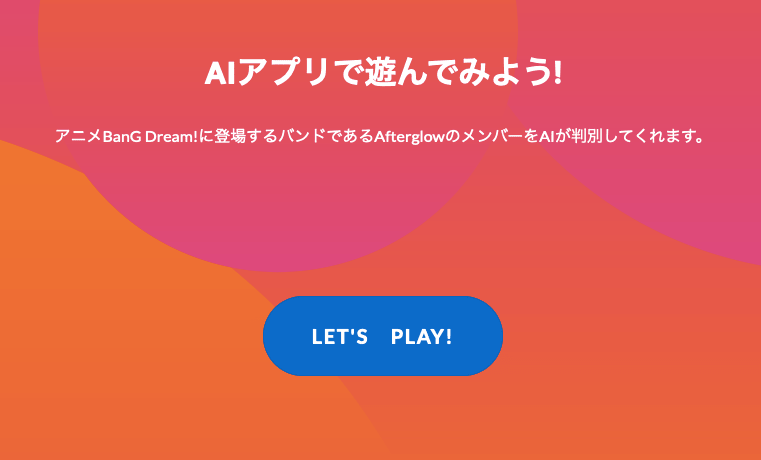 AIアプリで遊んでみよう!
アニメBanG Dream!に登場するバンドであるAfterglowのメンバーをAIが判別してくれます。
LET'S　PLAY!